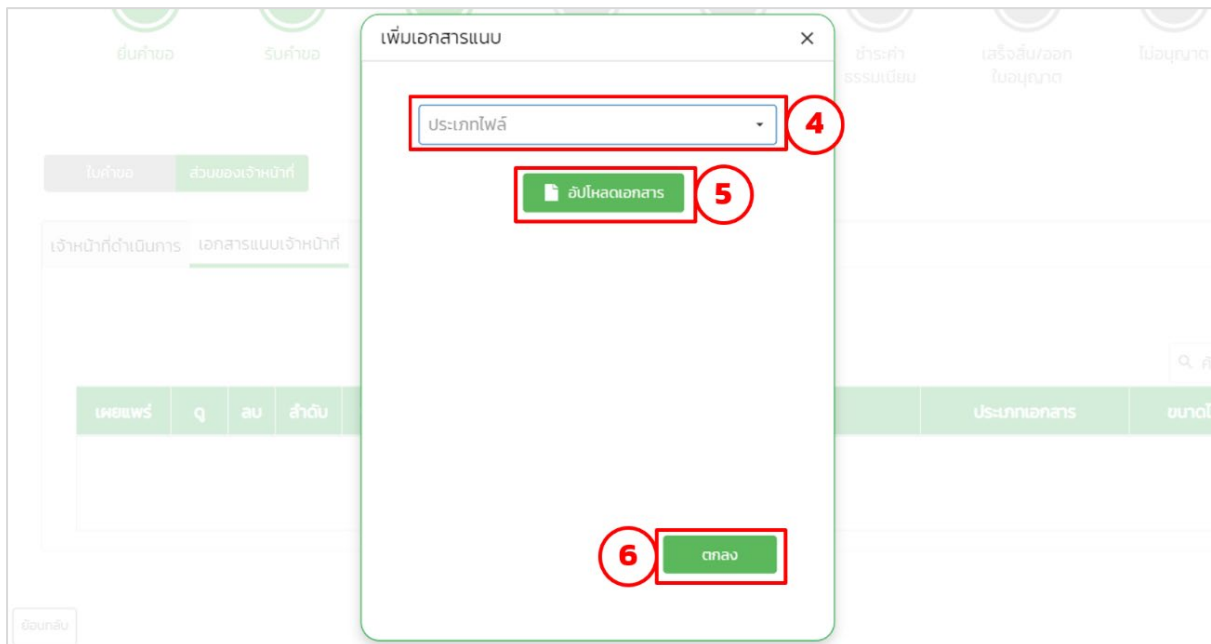 ยื่นคำขอ
รับคำขอ
ชำระค่า
ธรรมเนียม
เสร็จสิ้น/ออก
ใบอนุญาต
ไม่อนุญาต
เพิ่มเอกสารแนบ
×
ประเภทไฟล์
4
อัปโหลดเอกสาร
5
ใบคำขอ
ส่วนของเจ้าหน้าที่
เจ้าหน้าที่ดำเนินการ
เอกสารแนบเจ้าหน้าที่
เผยแพร่
ดู
ลบ
ลำดับ
ประเภทเอกสาร
6
ตกลง
ย้อนกลับ